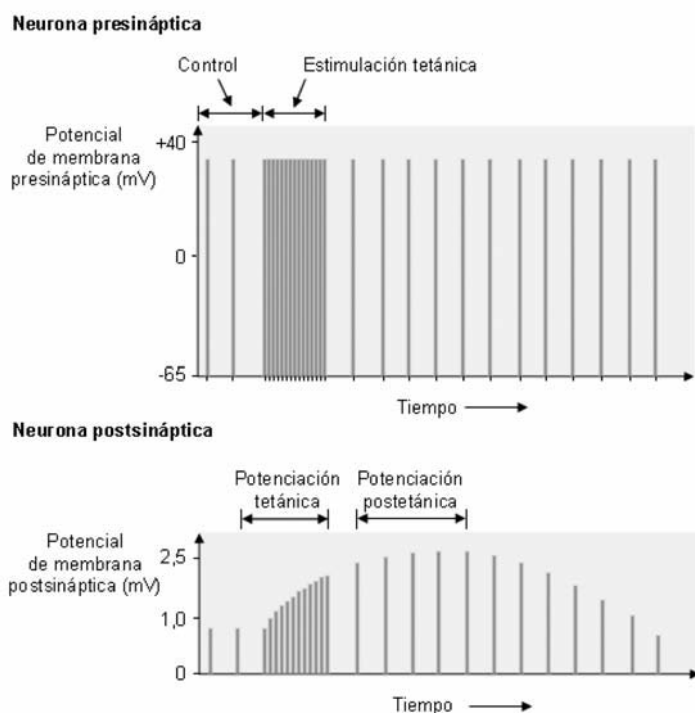 Neurona presináptica
Control
Estimulación tetánica
Potencial
de membrana
presináptica (mV)
+40
0
-65
Tiempo
Neurona postsináptica
Potenciación
tetánica
Potenciación
postetánica
Potencial
de membrana
postsináptica (mV)
2,5
1,0
0
Tiempo